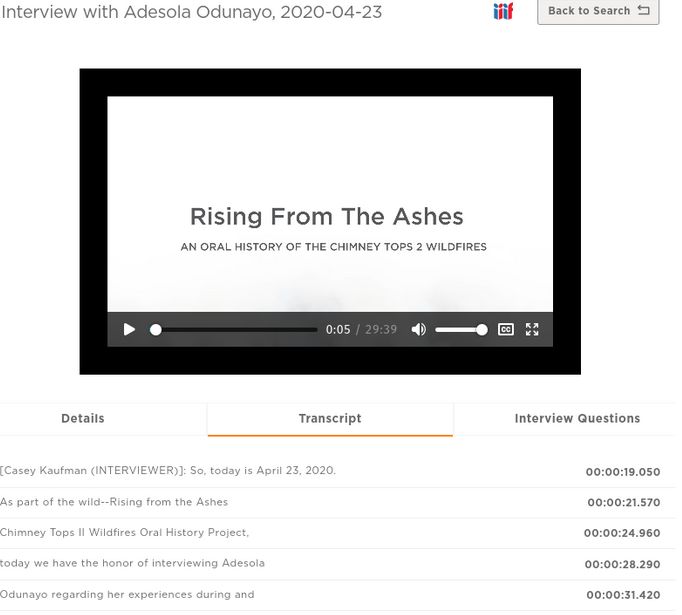 Interview with Adesola Odunayo, 2020-04-23
iiif
Back to Search
Rising From The Ashes
AN ORAL HISTORY OF THE CHIMNEY TOPS 2 WILDFIRES
0:05 / 29:39
CC
Details Transcript Interview Questions
[Casey Kaufman (INTERVIEWER)]: So, today is April 23, 2020. 00:00:19.050
As part of the wild--Rising from the Ashes 00:00:21.570
Chimney Tops II Wildfires Oral History Project, 00:00:24.960
today we have the honor of interviewing Adesola 00:00:28.290
Odunayo regarding her experiences during and 00:00:31.420